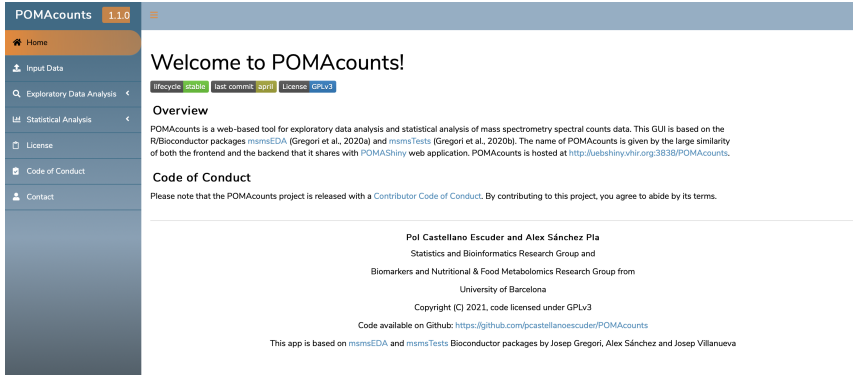 POMAcounts 1.1.0
Home
Input Data
Exploratory Data Analysis
Statistical Analysis
License
Code of Conduct
Contact
Welcome to POMAcounts!
lifecycle stable last commit april License GPLv3
Overview
POMAcounts is a web-based tool for exploratory data analysis and statistical analysis of mass spectrometry spectral counts data. This GUI is based on the
R/Bioconductor packages msmsEDA (Gregori et al., 2020a) and msmsTests (Gregori et al., 2020b). The name of POMAcounts is given by the large similarity
of both the frontend and the backend that it shares with POMAShiny web application. POMAcounts is hosted at http://uebshiny.vhir.org:3838/POMAcounts.
Code of Conduct
Please note that the POMAcounts project is released with a Contributor Code of Conduct. By contributing to this project, you agree to abide by its terms.
Pol Castellano Escuder and Alex Sánchez Pla
Statistics and Bioinformatics Research Group and
Biomarkers and Nutritional & Food Metabolomics Research Group from
University of Barcelona
Copyright (C) 2021, code licensed under GPLv3
Code available on Github: https://github.com/pcastellanoescuder/POMAcounts
This app is based on msmsEDA and msmsTests Bioconductor packages by Josep Gregori, Alex Sánchez and Josep Villanueva